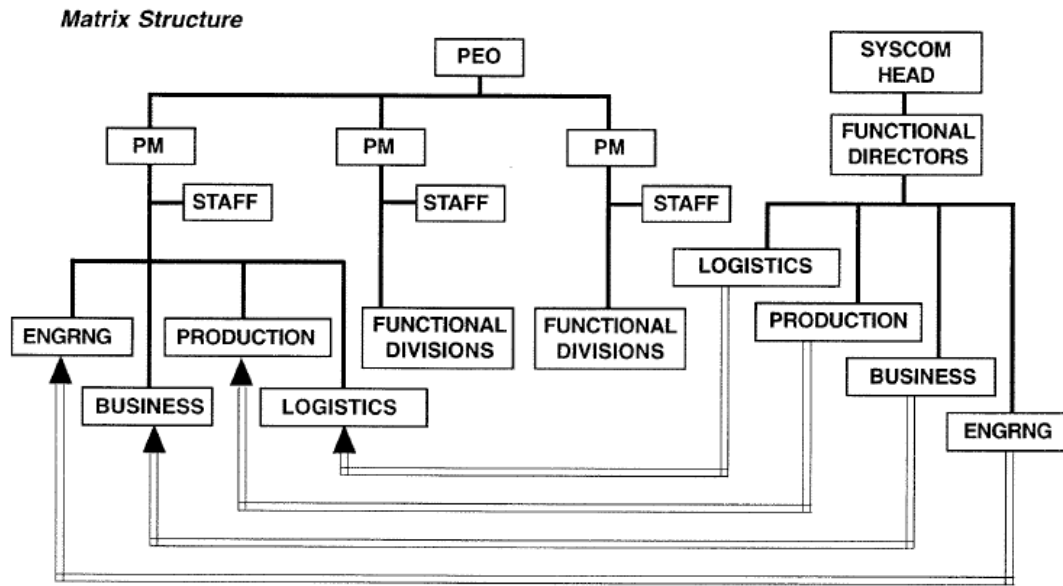 Matrix Structure
PEO
SYSCOM
HEAD
PM
PM
PM
FUNCTIONAL
DIRECTORS
STAFF
STAFF
STAFF
LOGISTICS
ENGRNG
PRODUCTION
FUNCTIONAL
DIVISIONS
FUNCTIONAL
DIVISIONS
PRODUCTION
BUSINESS
LOGISTICS
BUSINESS
ENGRNG